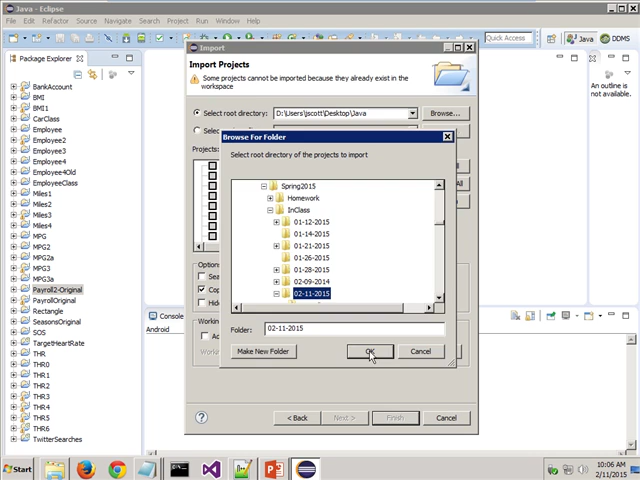 Java - Eclipse
File Edit Source Refactor Navigate Search Project Run Window Help
Quick Access
Java
DDMS
Package Explorer
BankAccount
BMI
BMI1
CarClass
Employee
Employee2
Employee3
Employee4
Employee4Old
EmployeeClass
Miles1
Miles2
Miles3
Miles4
MPG
MPG2
MPG2a
MPG3
MPG3a
Payroll2-Original
PayrollOriginal
Rectangle
SeasonsOriginal
SOS
TargetHeartRate
THR
THR0
THR1
THR2
THR3
THR4
THR5
THR6
TwitterSearches
An outline is
not available.
Import
Import Projects
Some projects cannot be imported because they already exist in the
workspace
Select root directory:
D:\Users\jscott\Desktop\Java
Browse...
Projects:
Browse For Folder
Select root directory of the projects to import
Spring2015
Homework
InClass
01-12-2015
01-14-2015
01-21-2015
01-26-2015
01-28-2015
02-09-2014
02-11-2015
Folder:
02-11-2015
Make New Folder
OK
Cancel
Console
Android
< Back
Next >
Finish
Cancel
Start
10:06 AM
2/11/2015